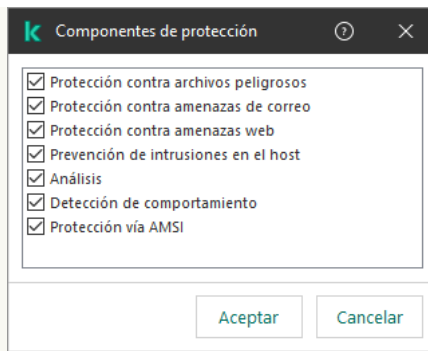 Componentes de protección
Protección contra archivos peligrosos
Protección contra amenazas de correo
Protección contra amenazas web
Prevención de intrusiones en el host
Análisis
Detección de comportamiento
Protección vía AMSI
Aceptar
Cancelar